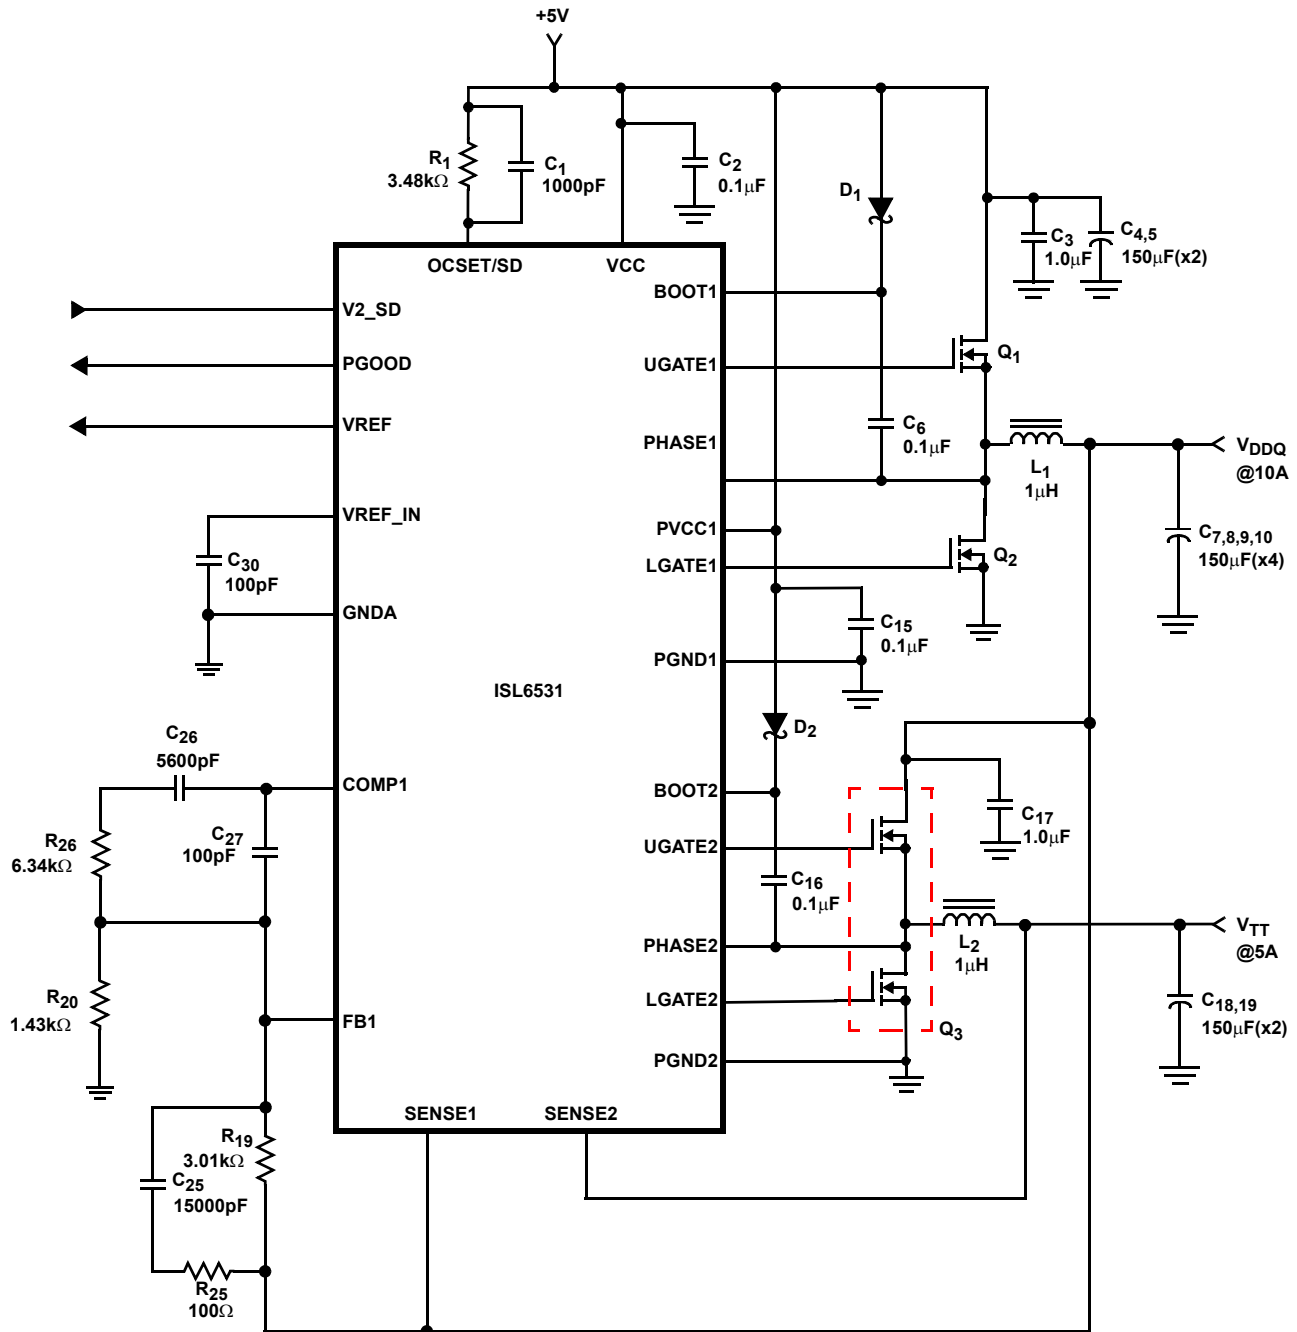 +5V
R1
3.48kΩ
C1
1000pF
C2
0.1µF
D1
C3
1.0µF
C4,5
150µF(x2)
OCSET/SD
VCC
V2_SD
PGOOD
VREF
VREF_IN
GNDA
COMP1
FB1
SENSE1
SENSE2
ISL6531
BOOT1
UGATE1
PHASE1
PVCC1
LGATE1
PGND1
BOOT2
UGATE2
PHASE2
LGATE2
PGND2
Q1
C6
0.1µF
L1
1µH
VDDQ
@10A
Q2
C7,8,9,10
150µF(x4)
C30
100pF
C15
0.1µF
D2
C26
5600pF
R26
6.34kΩ
C27
100pF
C17
1.0µF
C16
0.1µF
L2
1µH
VTT
@5A
R20
1.43kΩ
Q3
C18,19
150µF(x2)
R19
3.01kΩ
C25
15000pF
R25
100Ω